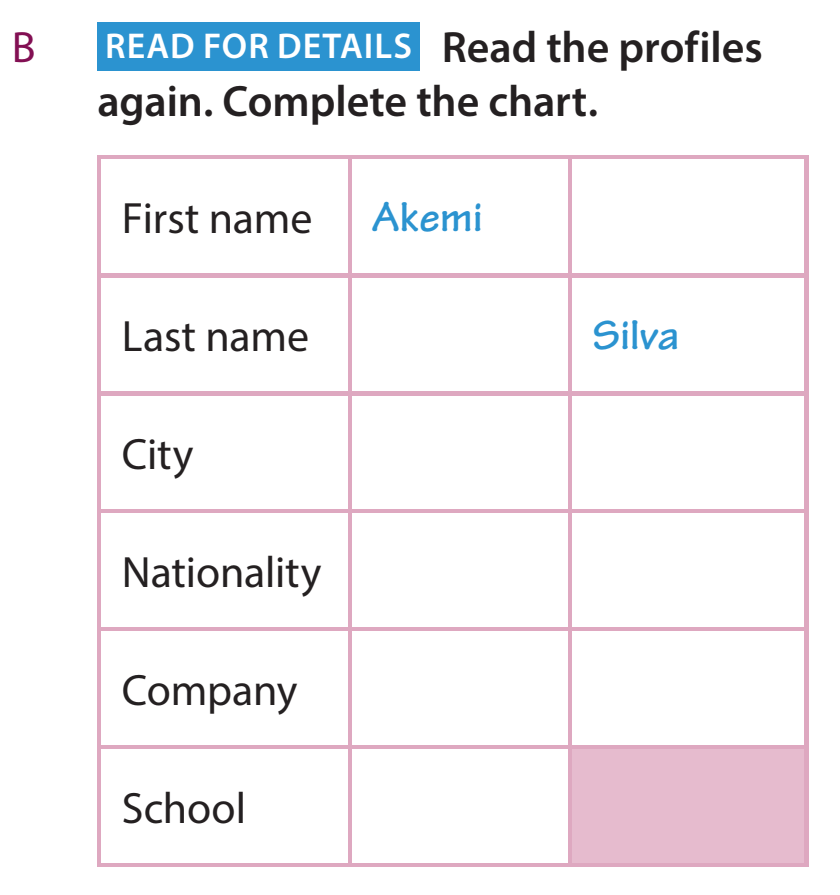 B READ FOR DETAILS Read the profiles
again. Complete the chart.
First name Akemi
Last name Silva
City
Nationality
Company
School